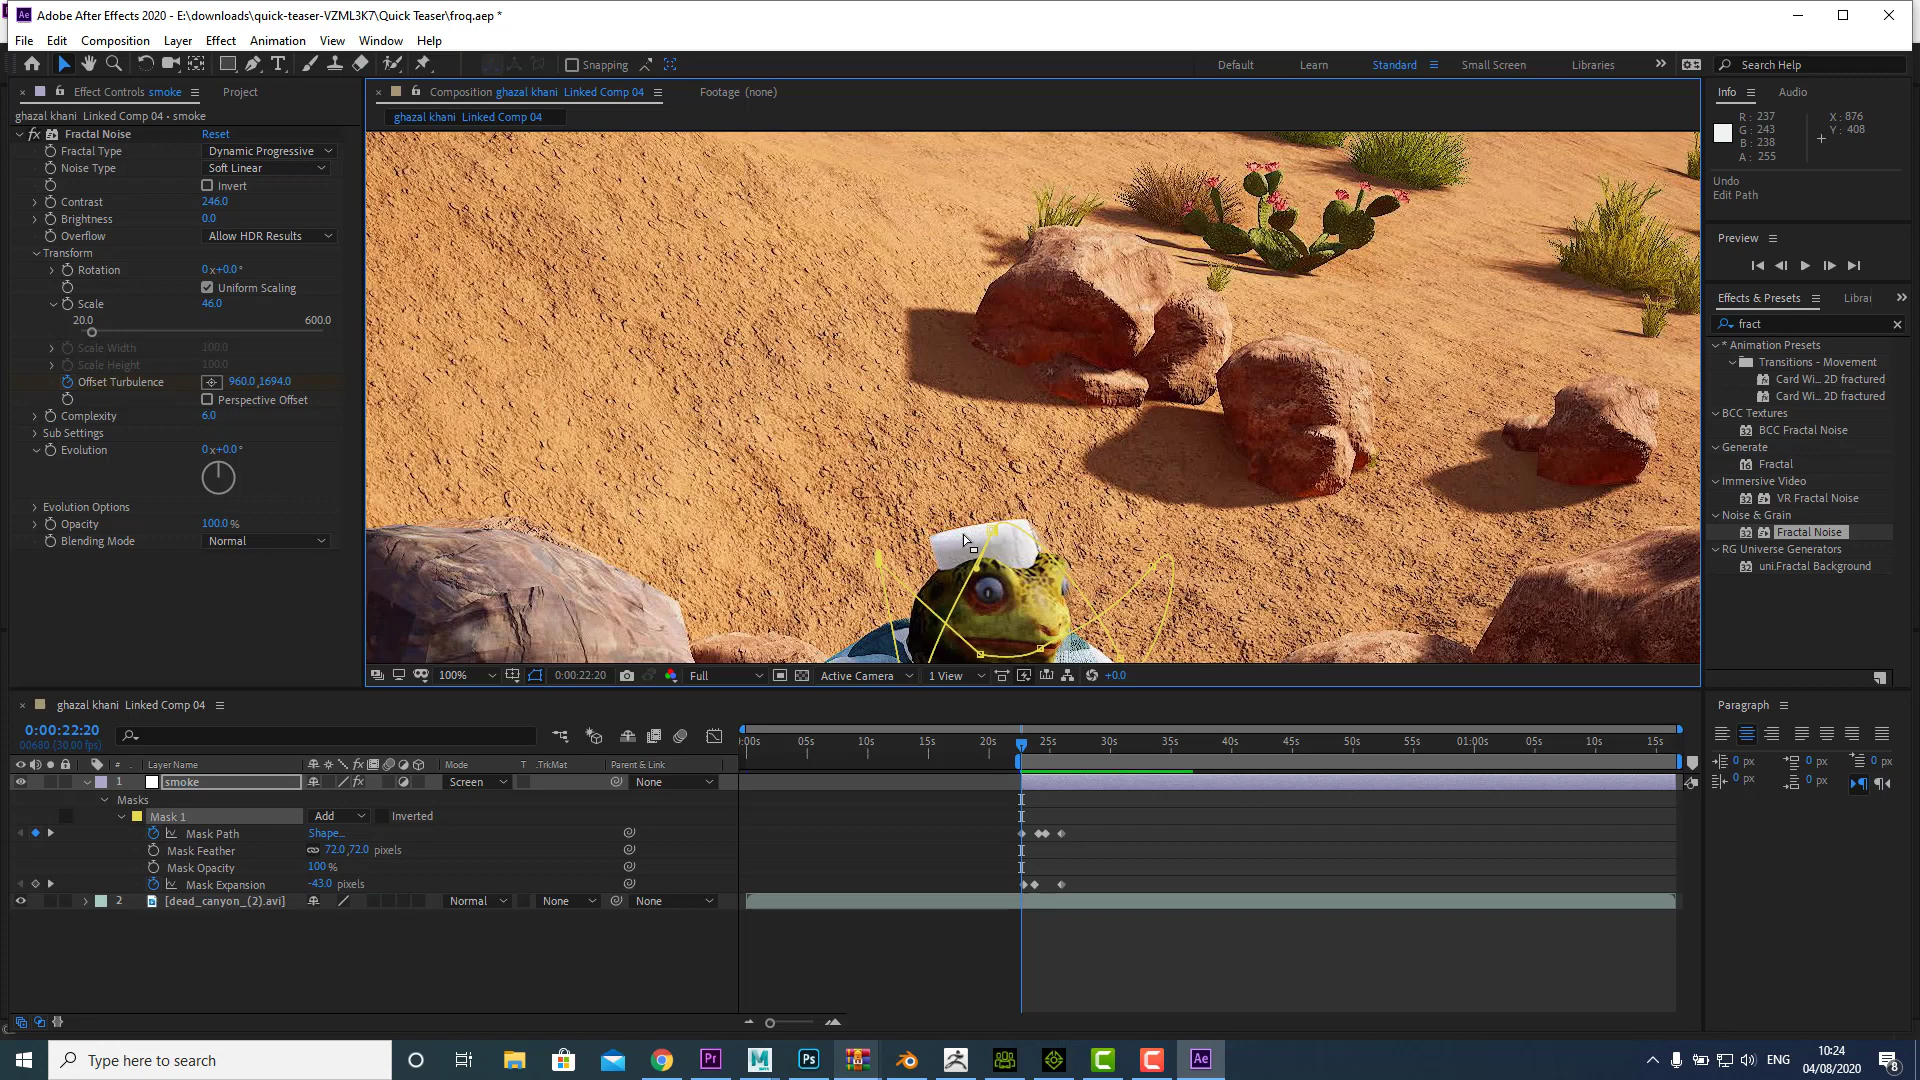 Adobe After Effects 2020 - E:\downloads\quick-teaser-VZML3K7\Quick Teaser\froq.aep *
File Edit Composition Layer Effect Animation View Window Help
Snapping Default Learn Standard Small Screen Libraries Search Help
Effect Controls smoke Project
Composition ghazal khani Linked Comp 04 Footage (none)
Info Audio
ghazal khani Linked Comp 04 • smoke
ghazal khani Linked Comp 04
Fractal Noise Reset
Fractal Type Dynamic Progressive
Noise Type Soft Linear
Invert
Contrast 246.0
Brightness 0.0
Overflow Allow HDR Results
Transform
Rotation 0x+0.0°
Uniform Scaling
Scale 46.0
20.0 600.0
Scale Width 100.0
Scale Height 100.0
Offset Turbulence 960.0,1694.0
Perspective Offset
Complexity 6.0
Sub Settings
Evolution 0x+0.0°
Evolution Options
Opacity 100.0%
Blending Mode Normal
R: 237
G: 243
B: 238
A: 255
X: 876
Y: 408
Undo
Edit Path
Preview
Effects & Presets Librar
fract
* Animation Presets
Transitions - Movement
Card Wi... 2D fractured
Card Wi... 2D fractured
BCC Textures
BCC Fractal Noise
Generate
Fractal
Immersive Video
VR Fractal Noise
Noise & Grain
Fractal Noise
RG Universe Generators
uni.Fractal Background
100% 0:00:22:20 Full Active Camera 1 View +0.0
ghazal khani Linked Comp 04
0:00:22:20
00680 (30.00 fps)
:00s 05s 10s 15s 20s 25s 30s 35s 40s 45s 50s 55s 01:00s 05s 10s 15s
# Layer Name Mode T .TrkMat Parent & Link
1 smoke Screen None
Masks
Mask 1 Add Inverted
Mask Path Shape...
Mask Feather 72.0,72.0 pixels
Mask Opacity 100%
Mask Expansion -43.0 pixels
2 [dead_canyon_(2).avi] Normal None None
Paragraph
0 px 0 px 0 px
0 px 0 px
Type here to search
Pr Ps Ae
ENG
10:24
04/08/2020
8